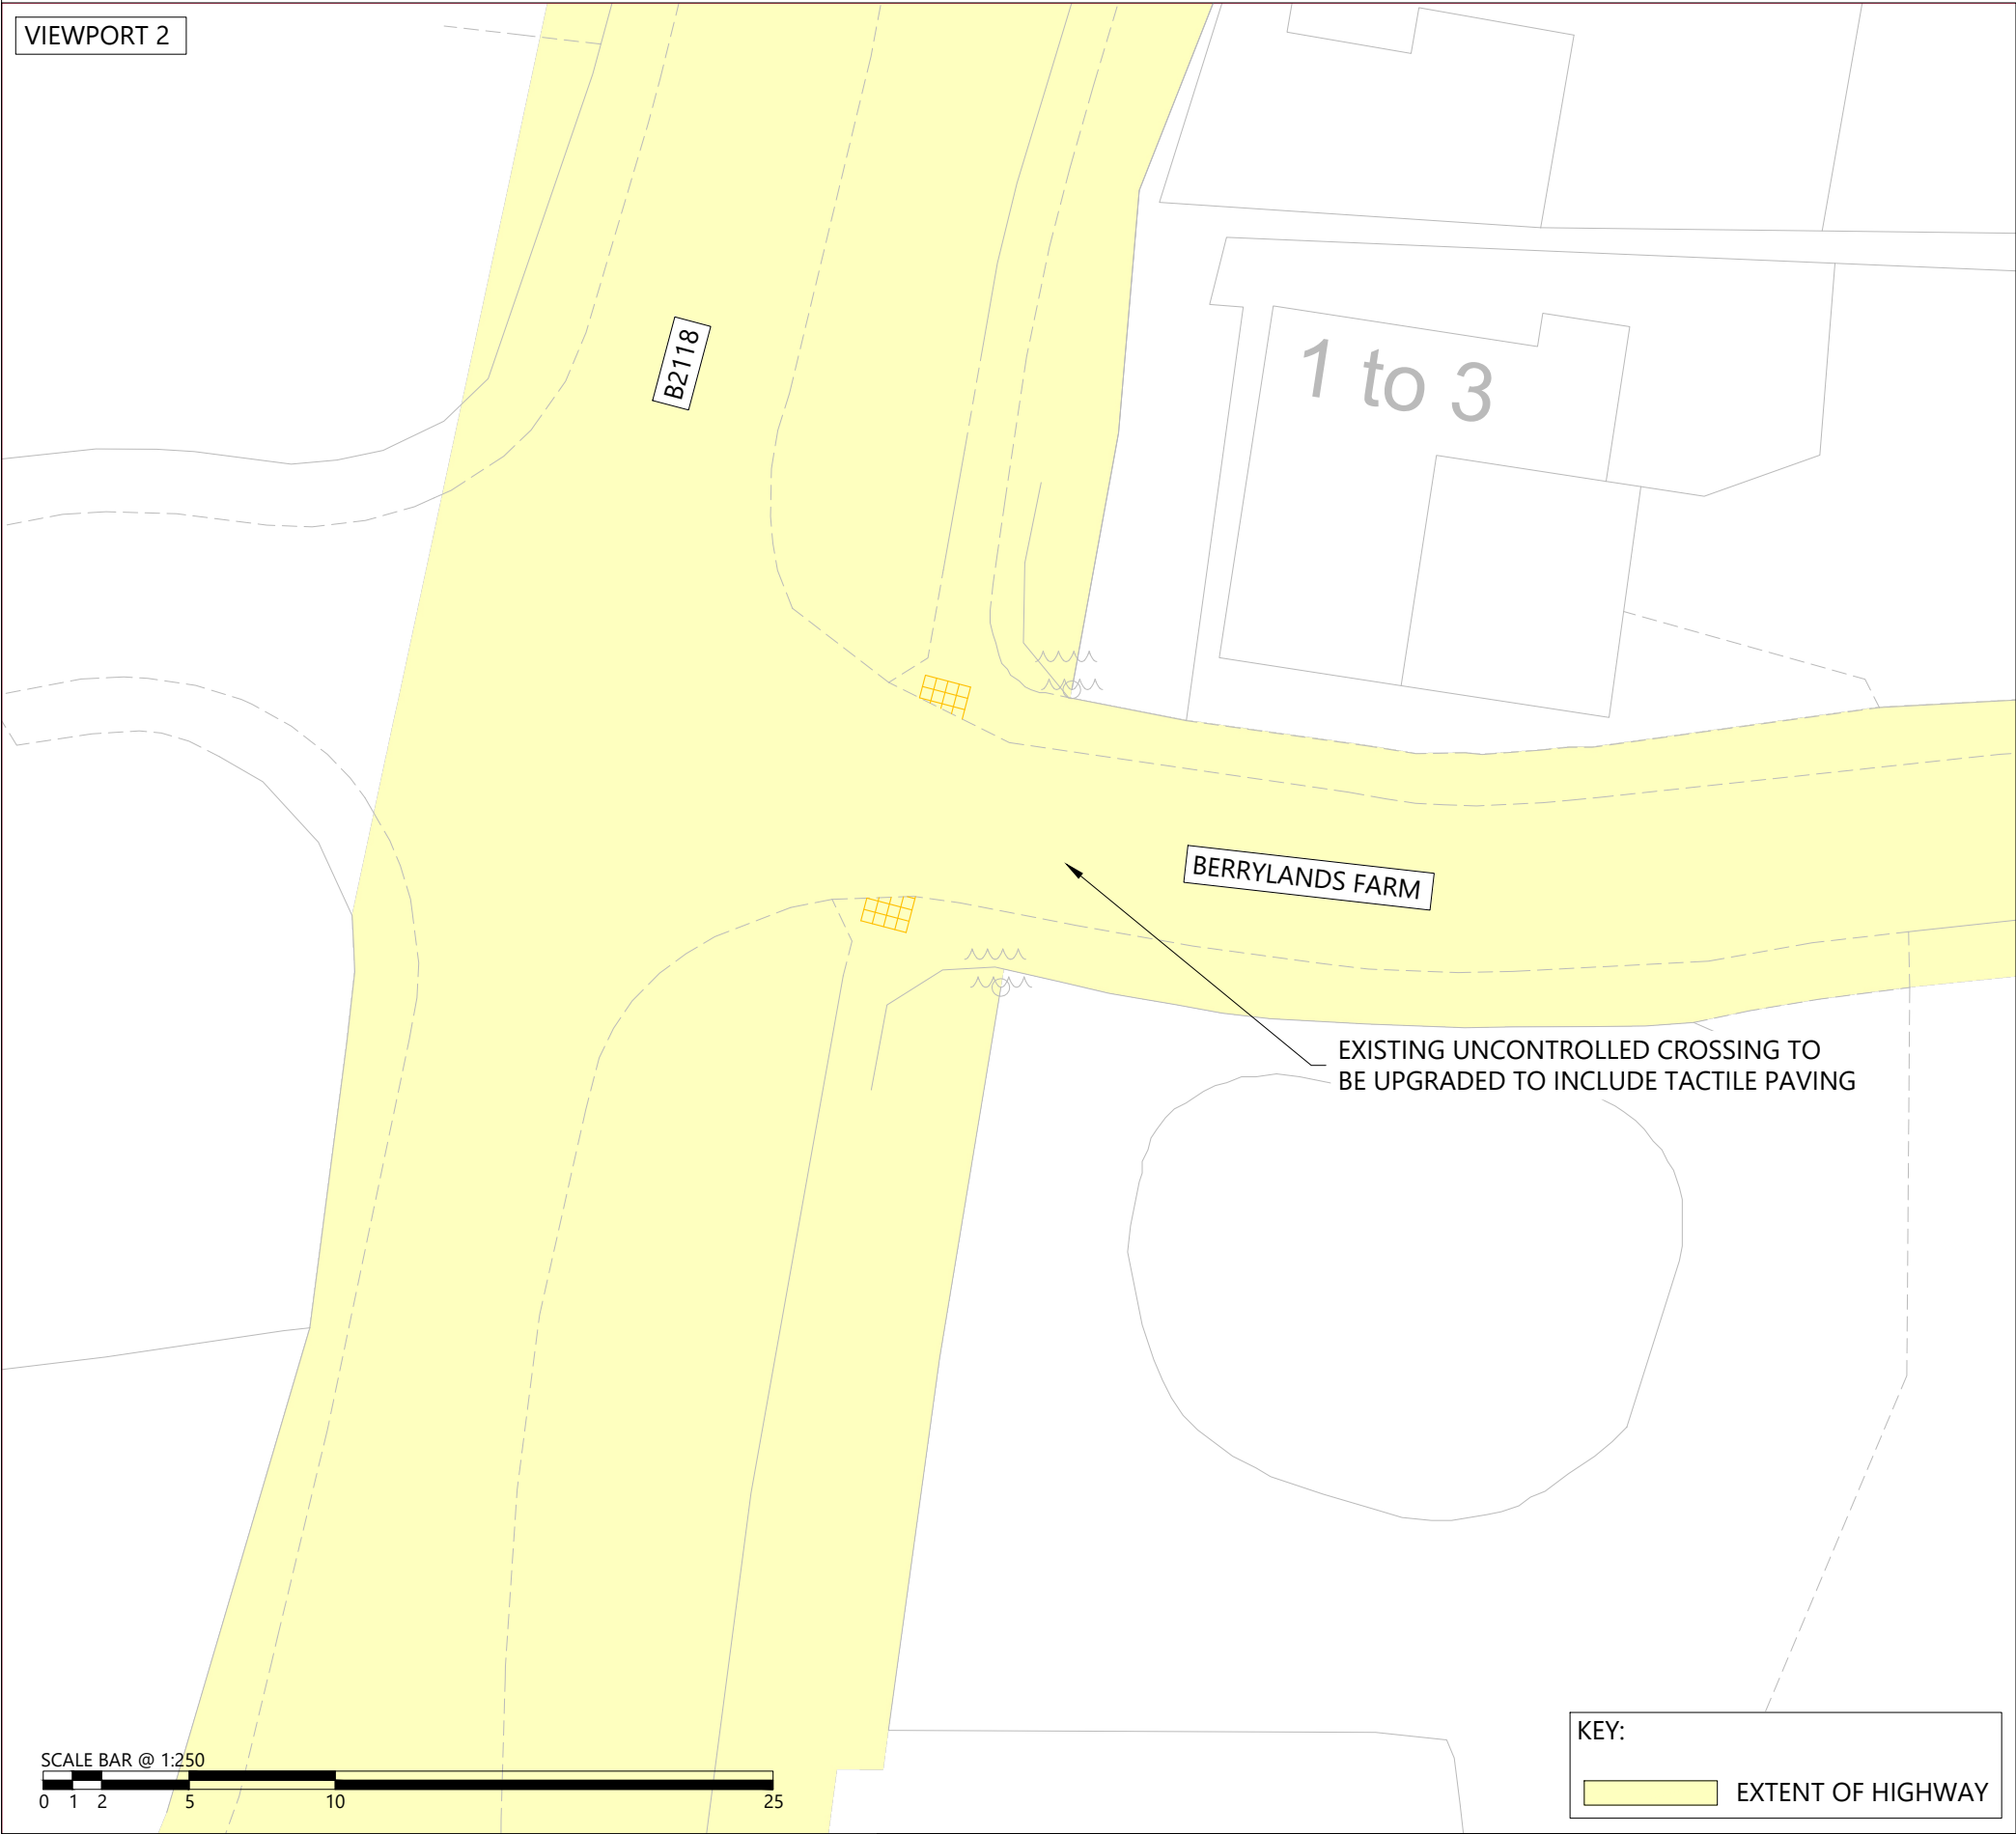 VIEWPORT 2
B2118
1 to 3
BERRYLANDS FARM
EXISTING UNCONTROLLED CROSSING TO
BE UPGRADED TO INCLUDE TACTILE PAVING
SCALE BAR @ 1:250
0 1 2 5 10 25
KEY:
EXTENT OF HIGHWAY